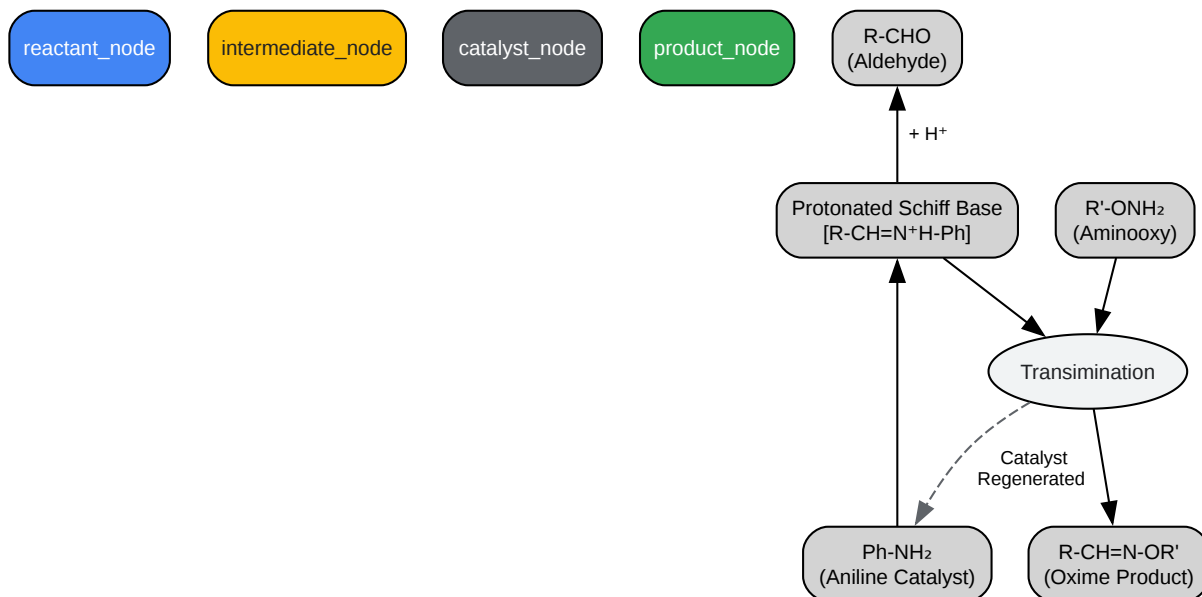 reactant_node
intermediate_node
catalyst_node
product_node
R-CHO
(Aldehyde)
+ H⁺
Protonated Schiff Base
[R-CH=N⁺H-Ph]
R'-ONH₂
(Aminooxy)
Transimination
Catalyst
Regenerated
Ph-NH₂
(Aniline Catalyst)
R-CH=N-OR'
(Oxime Product)